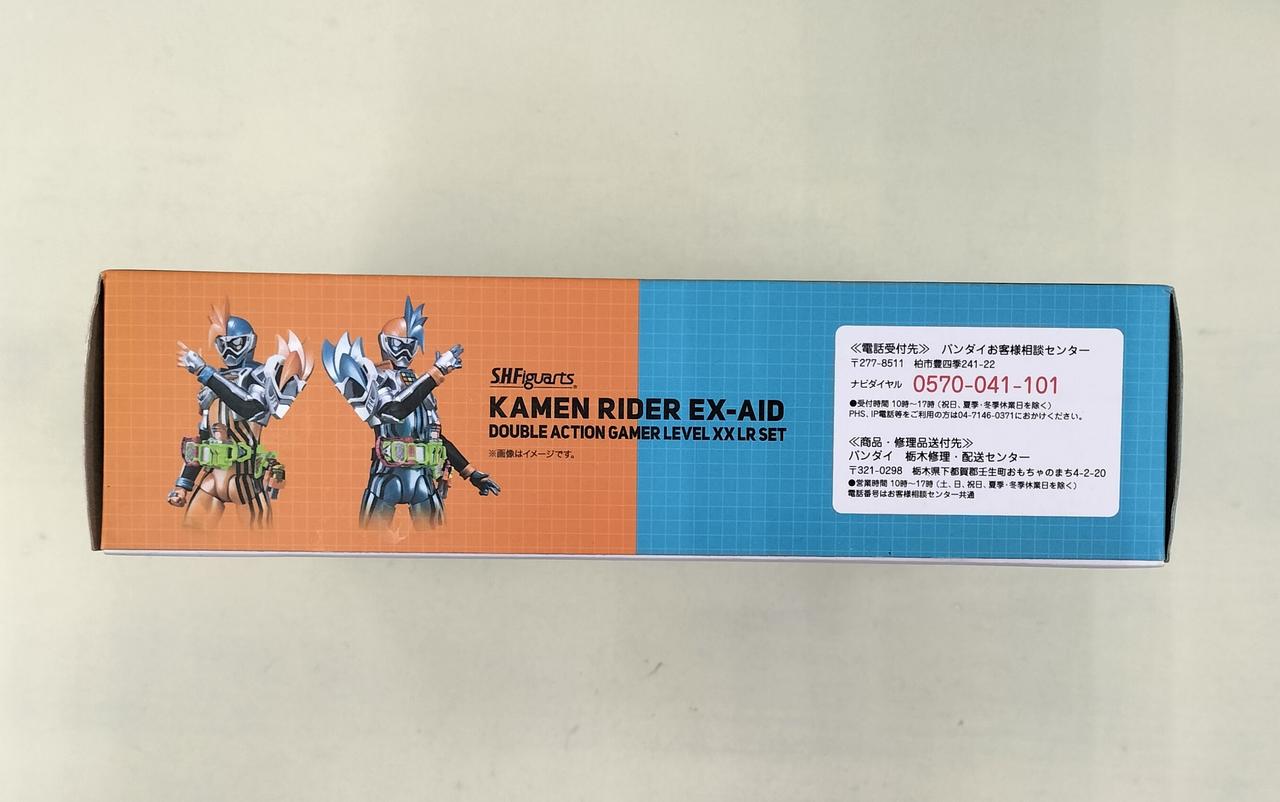 S.H.Figuarts®
KAMEN RIDER EX-AID
DOUBLE ACTION GAMER LEVEL XX LR SET
※画像はイメージです。
≪電話受付先≫ バンダイお客様相談センター
〒277-8511 柏市豊四季241-22
ナビダイヤル 0570-041-101
●受付時間 10時〜17時（祝日、夏季・冬季休業日を除く）
PHS、IP電話等をご利用の方は04-7146-0371におかけください。
≪商品・修理品送付先≫
バンダイ 栃木修理・配送センター
〒321-0298 栃木県下都賀郡壬生町おもちゃのまち4-2-20
●営業時間 10時〜17時（土、日、祝日、夏季・冬季休業日を除く）
電話番号はお客様相談センター共通